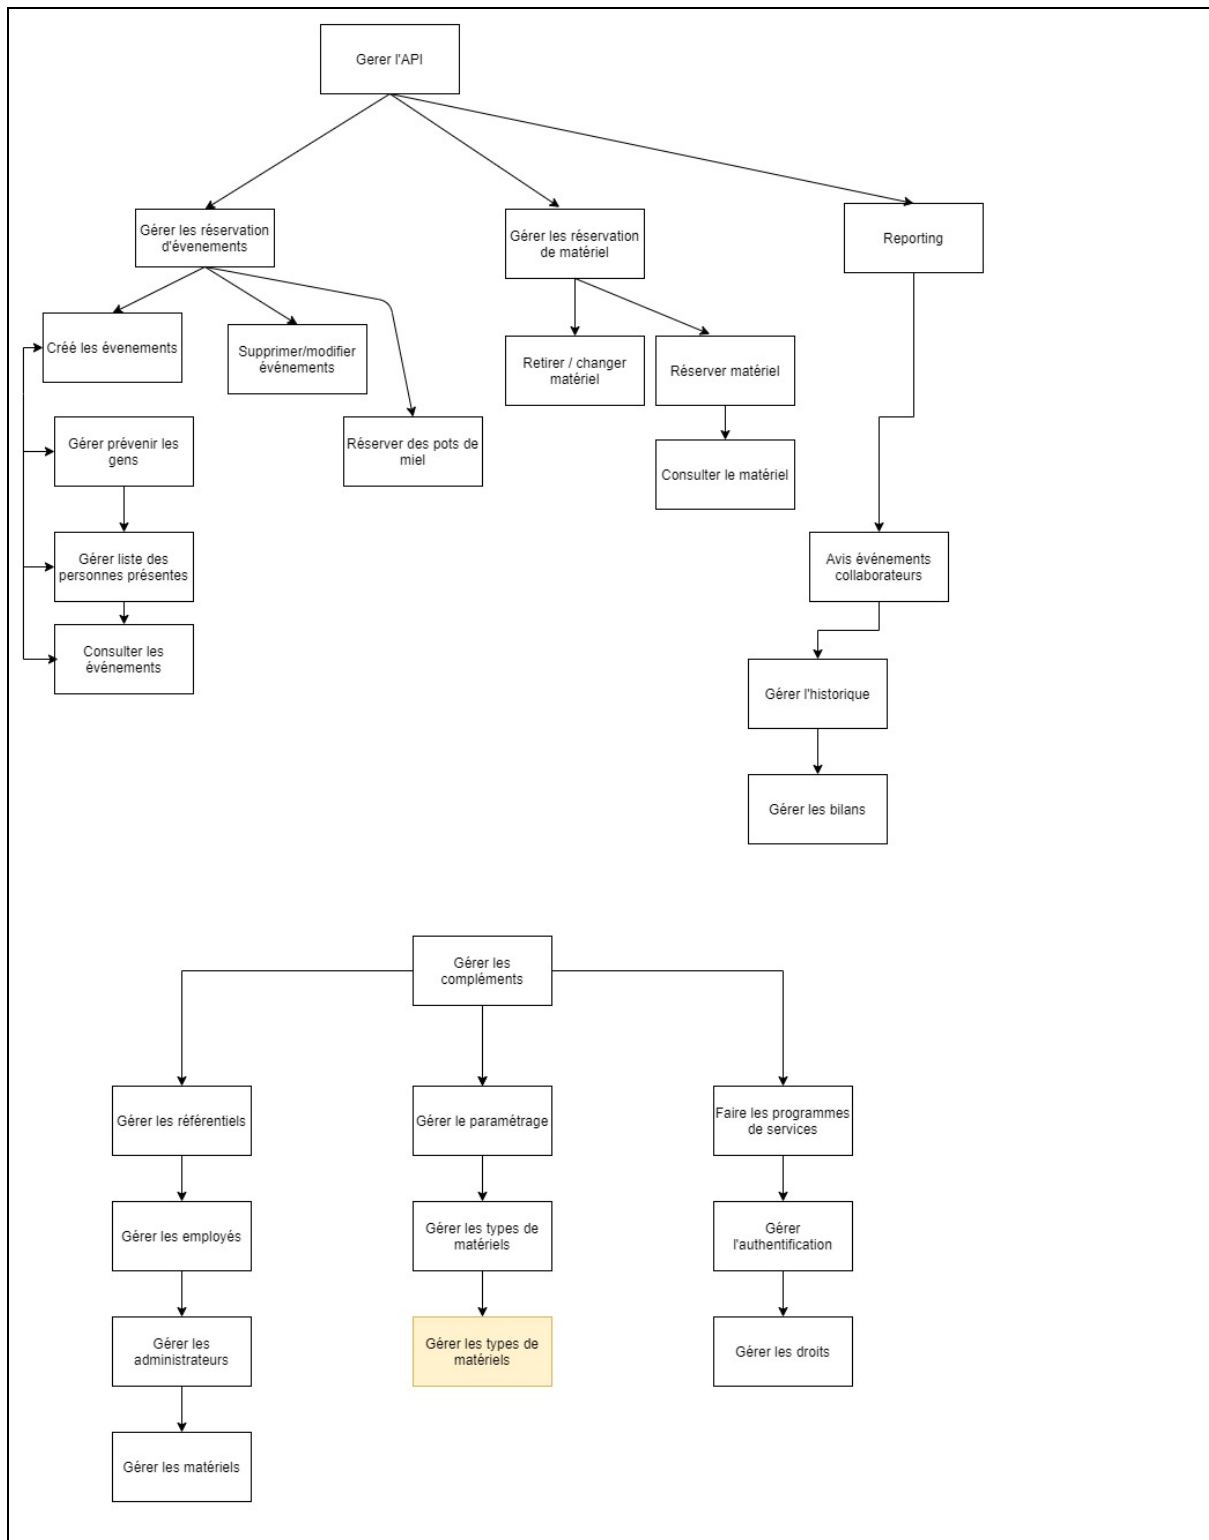 Gerer l'API
Gérer les réservation
d'évenements
Gérer les réservation
de matériel
Reporting
Créé les évenements
Supprimer/modifier
événements
Retirer / changer
matériel
Réserver matériel
Gérer prévenir les
gens
Réserver des pots de
miel
Consulter le matériel
Gérer liste des
personnes présentes
Avis événements
collaborateurs
Consulter les
événements
Gérer l'historique
Gérer les bilans
Gérer les
compléments
Gérer les référentiels
Gérer le paramétrage
Faire les programmes
de services
Gérer les employés
Gérer les types de
matériels
Gérer
l'authentification
Gérer les
administrateurs
Gérer les types de
matériels
Gérer les droits
Gérer les matériels